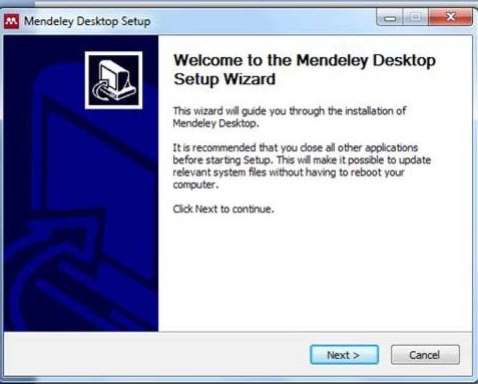 Mendeley Desktop Setup
Welcome to the Mendeley Desktop
Setup Wizard
This wizard will guide you through the installation of
Mendeley Desktop.
It is recommended that you close all other applications
before starting Setup. This will make it possible to update
relevant system files without having to reboot your
computer.
Click Next to continue.
Next >
Cancel